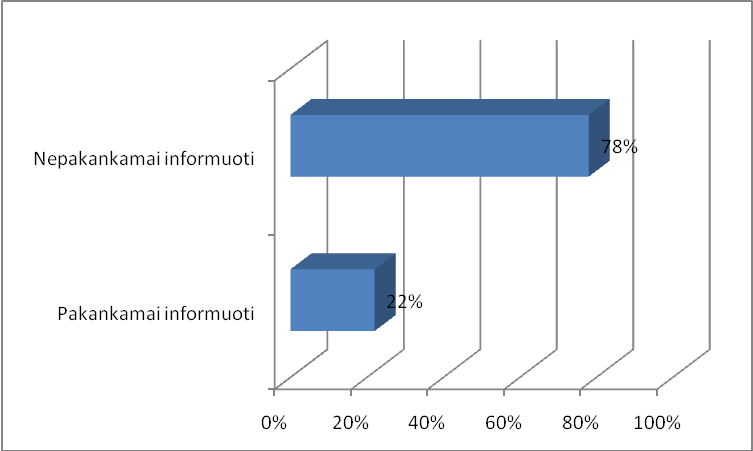 Nepakankamai informuoti
78%
Pakankamai informuoti
22%
0% 20% 40% 60% 80% 100%